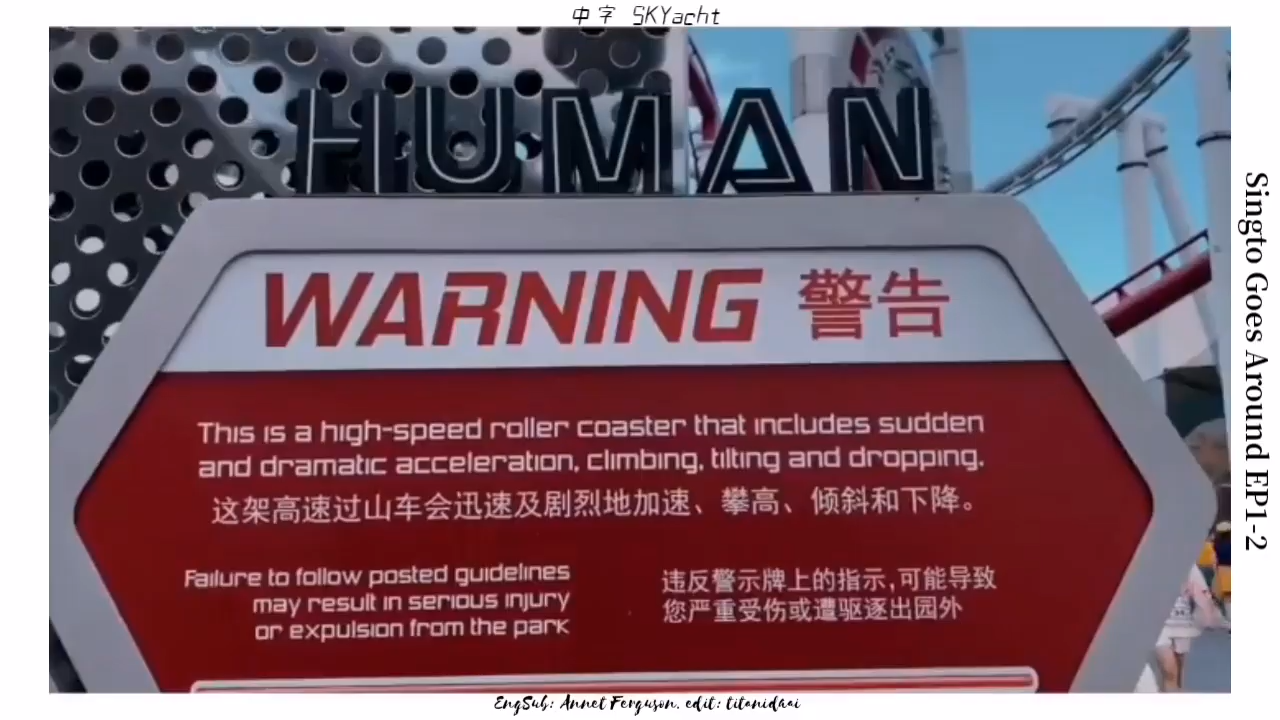 中字 SKYacht
HUMAN
WARNING 警告
This is a high-speed roller coaster that includes sudden
and dramatic acceleration, climbing, tilting and dropping.
这架高速过山车会迅速及剧烈地加速、攀高、倾斜和下降。
Failure to follow posted guidelines
may result in serious injury
or expulsion from the park
违反警示牌上的指示,可能导致
您严重受伤或遭驱逐出园外
Singto Goes Around EP1-2
EngSub: Annet Ferguson. edit: titanidaai